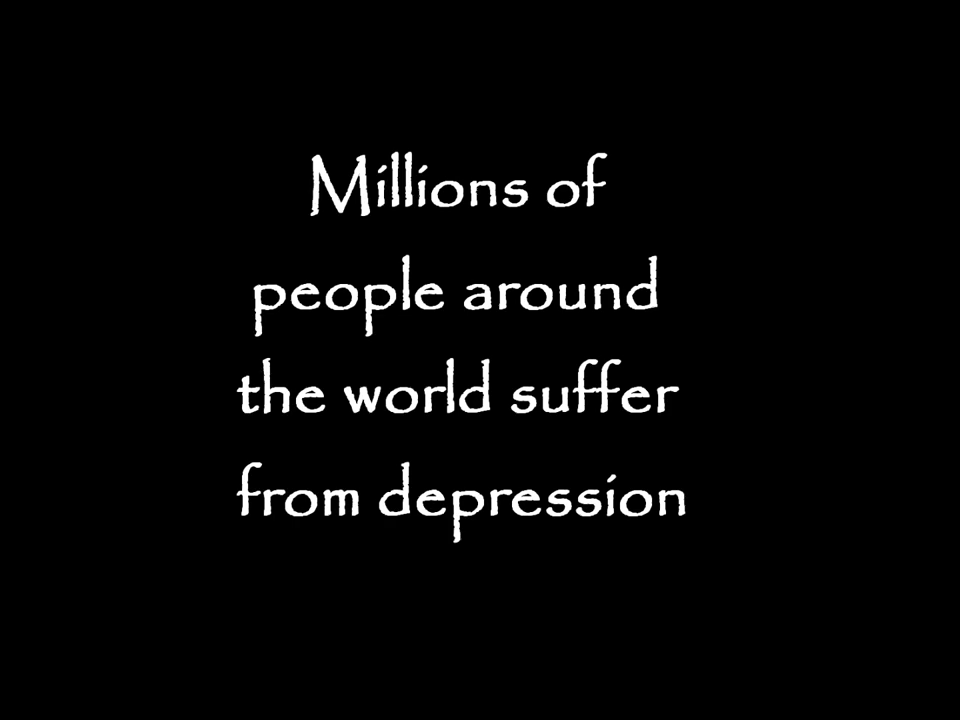 Millions of
people around
the world suffer
from depression